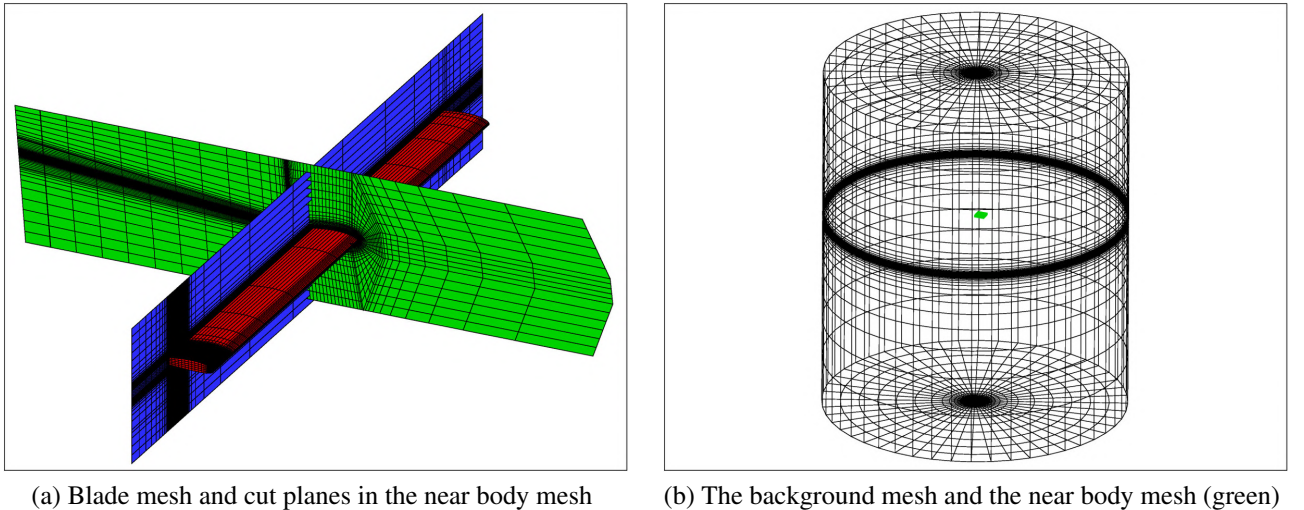 (a) Blade mesh and cut planes in the near body mesh
(b) The background mesh and the near body mesh (green)